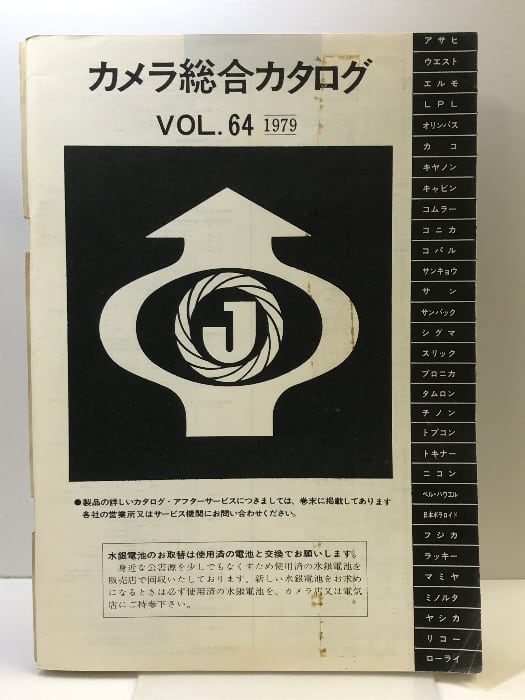 カメラ総合カタログ
VOL. 64 1979
J
●製品の詳しいカタログ・アフターサービスにつきましては、巻末に掲載してあります
各社の営業所又はサービス機関にお問い合わせください。
水銀電池のお取替は使用済の電池と交換でお願いします。
身近な公害源を少しでもなくすため使用済の水銀電池を
販売店で回収いたしております。新しい水銀電池をお求め
になるときは必ず使用済の水銀電池を、カメラ店又は電気
店にご持参下さい。
アサヒ
ウエスト
エルモ
LPL
オリンパス
カコ
キヤノン
キャビン
コムラー
コニカ
コパル
サンキョウ
サン
サンパック
シグマ
スリック
ブロニカ
タムロン
チノン
トプコン
トキナー
ニコン
ベル・ハウエル
日本ポラロイド
フジカ
ラッキー
マミヤ
ミノルタ
ヤシカ
リコー
ローライ